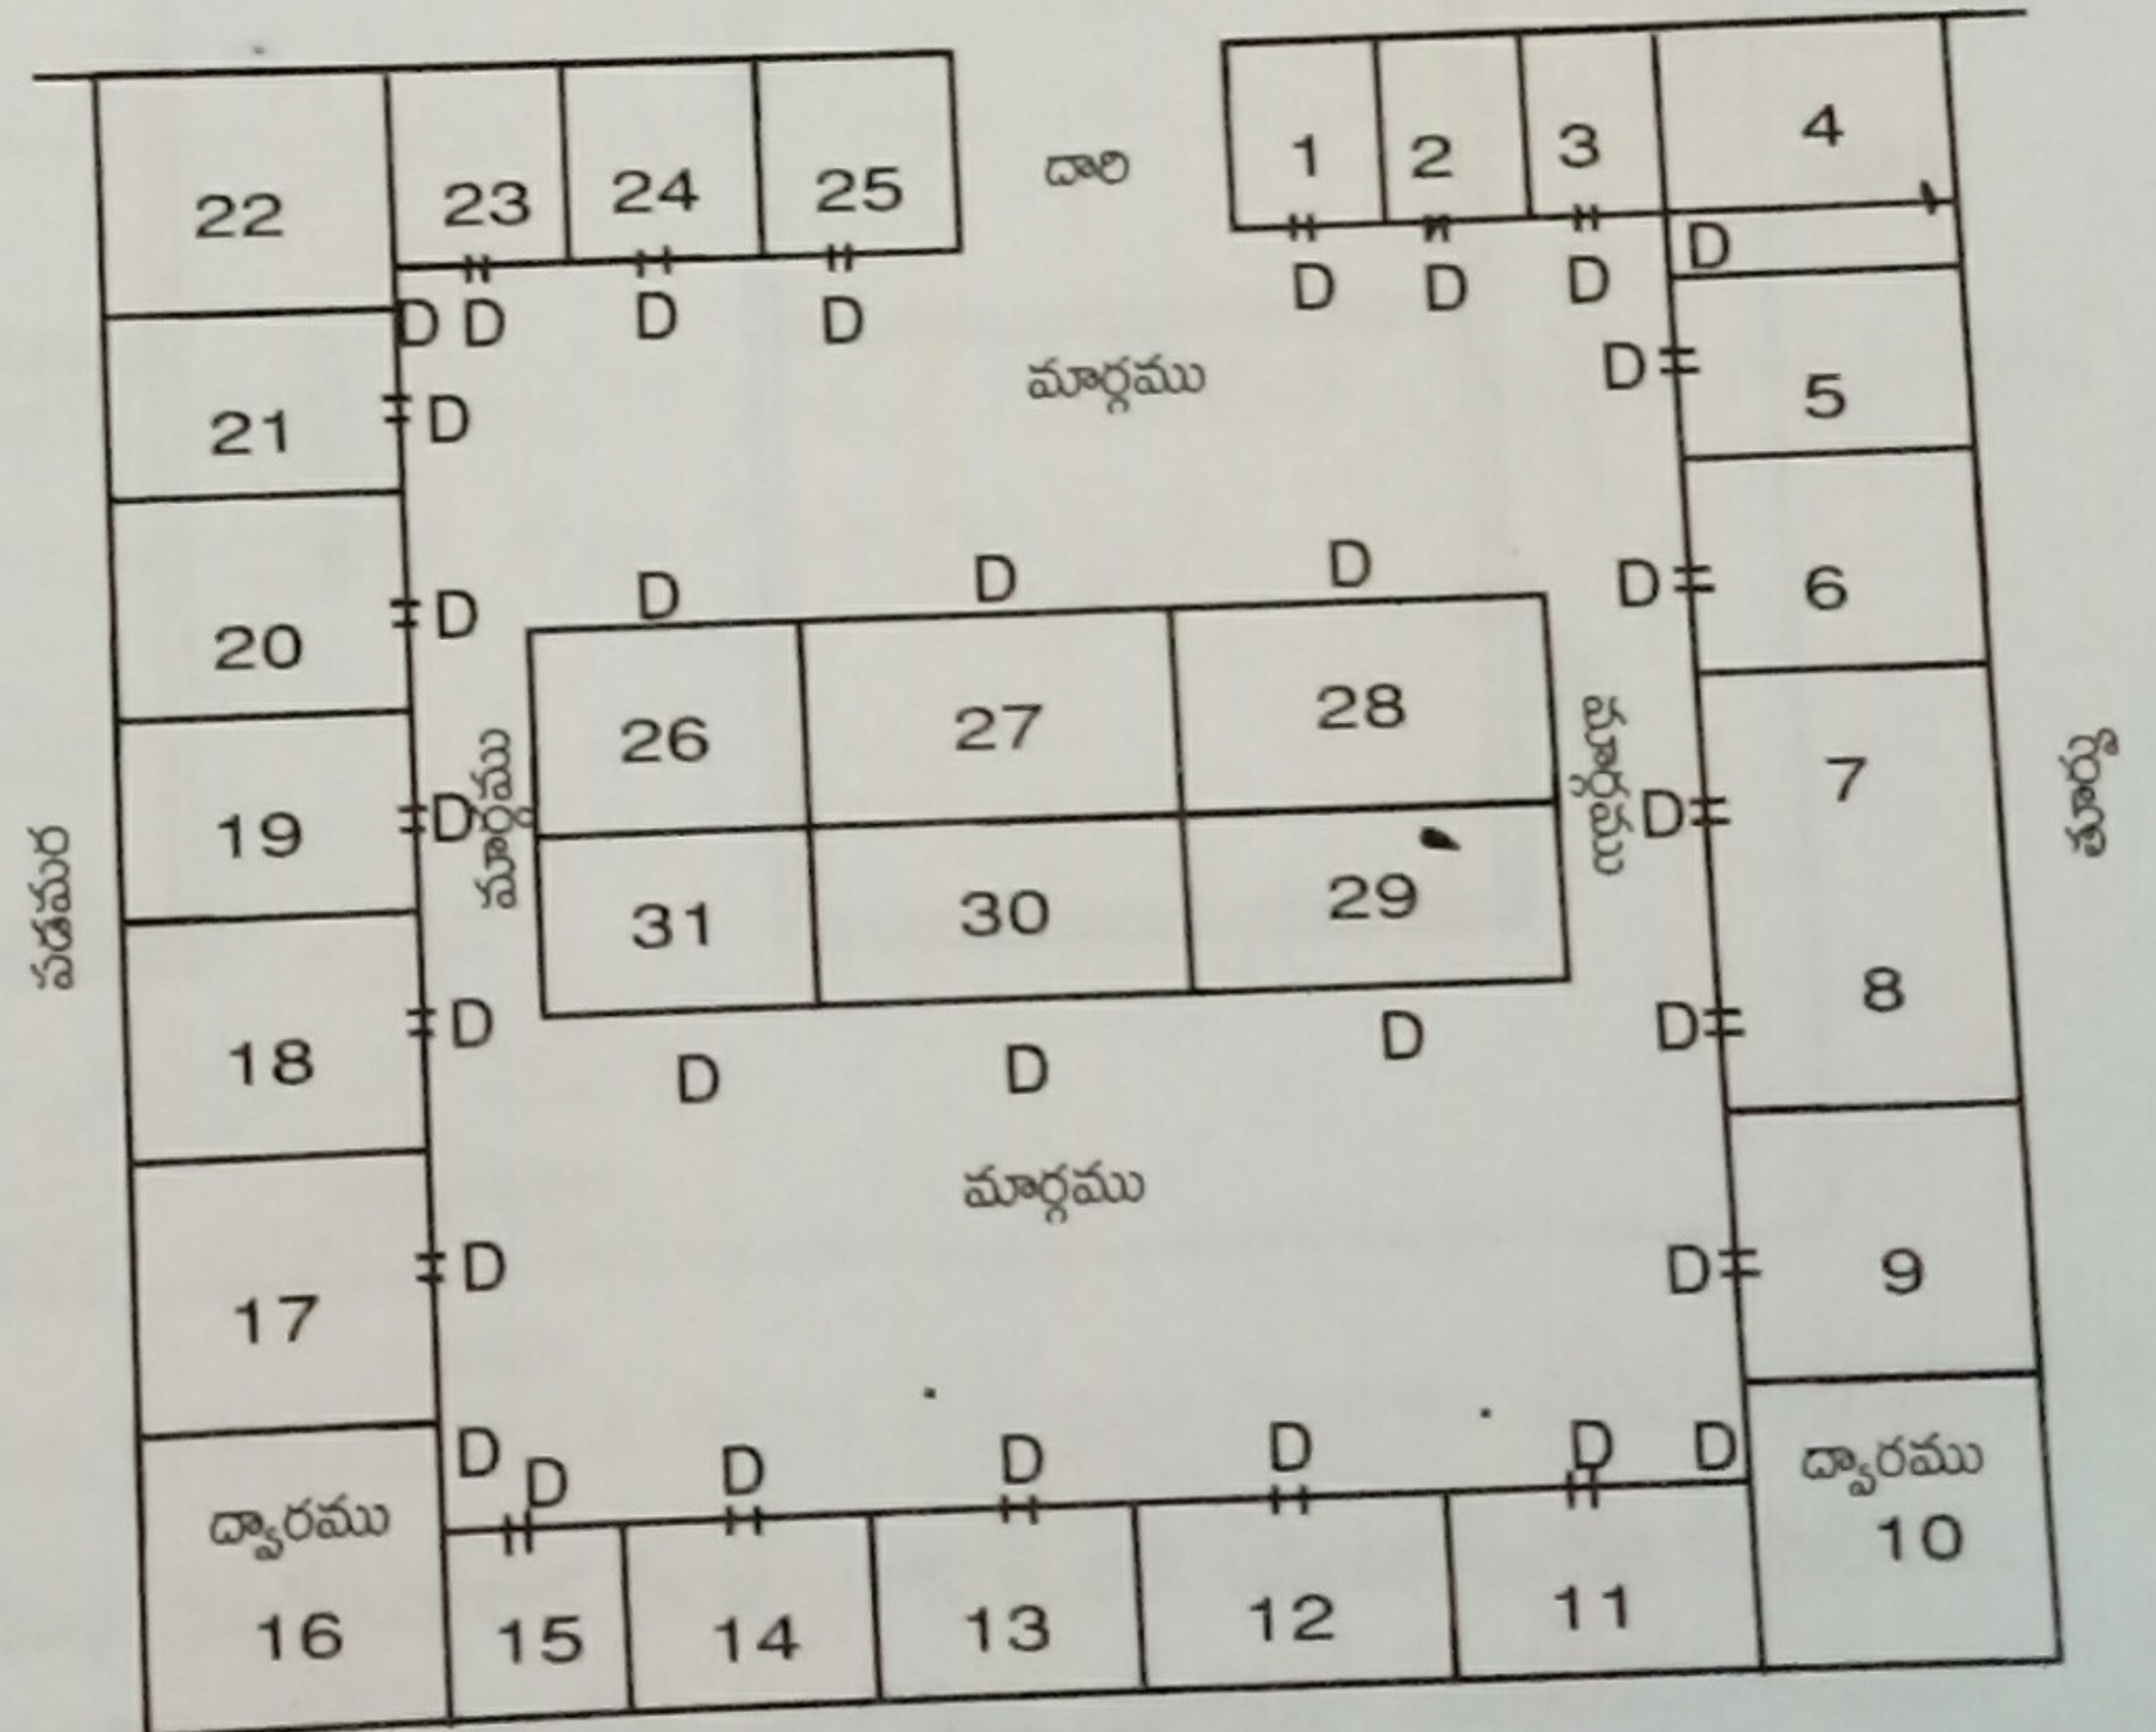 దారి
1 2 3 4
22 23 24 25
D
D D D D
D D D
మార్గము
D 5
21 D
D D D
D 6
20 D
26 27 28
మార్గము
మార్గము
D 7
తూర్పు
19 D
పడమర
31 30 29
D 8
18 D
D D D
మార్గము
17 D
D 9
D D D D D D D
ద్వారము
ద్వారము
10
16 15 14 13 12 11